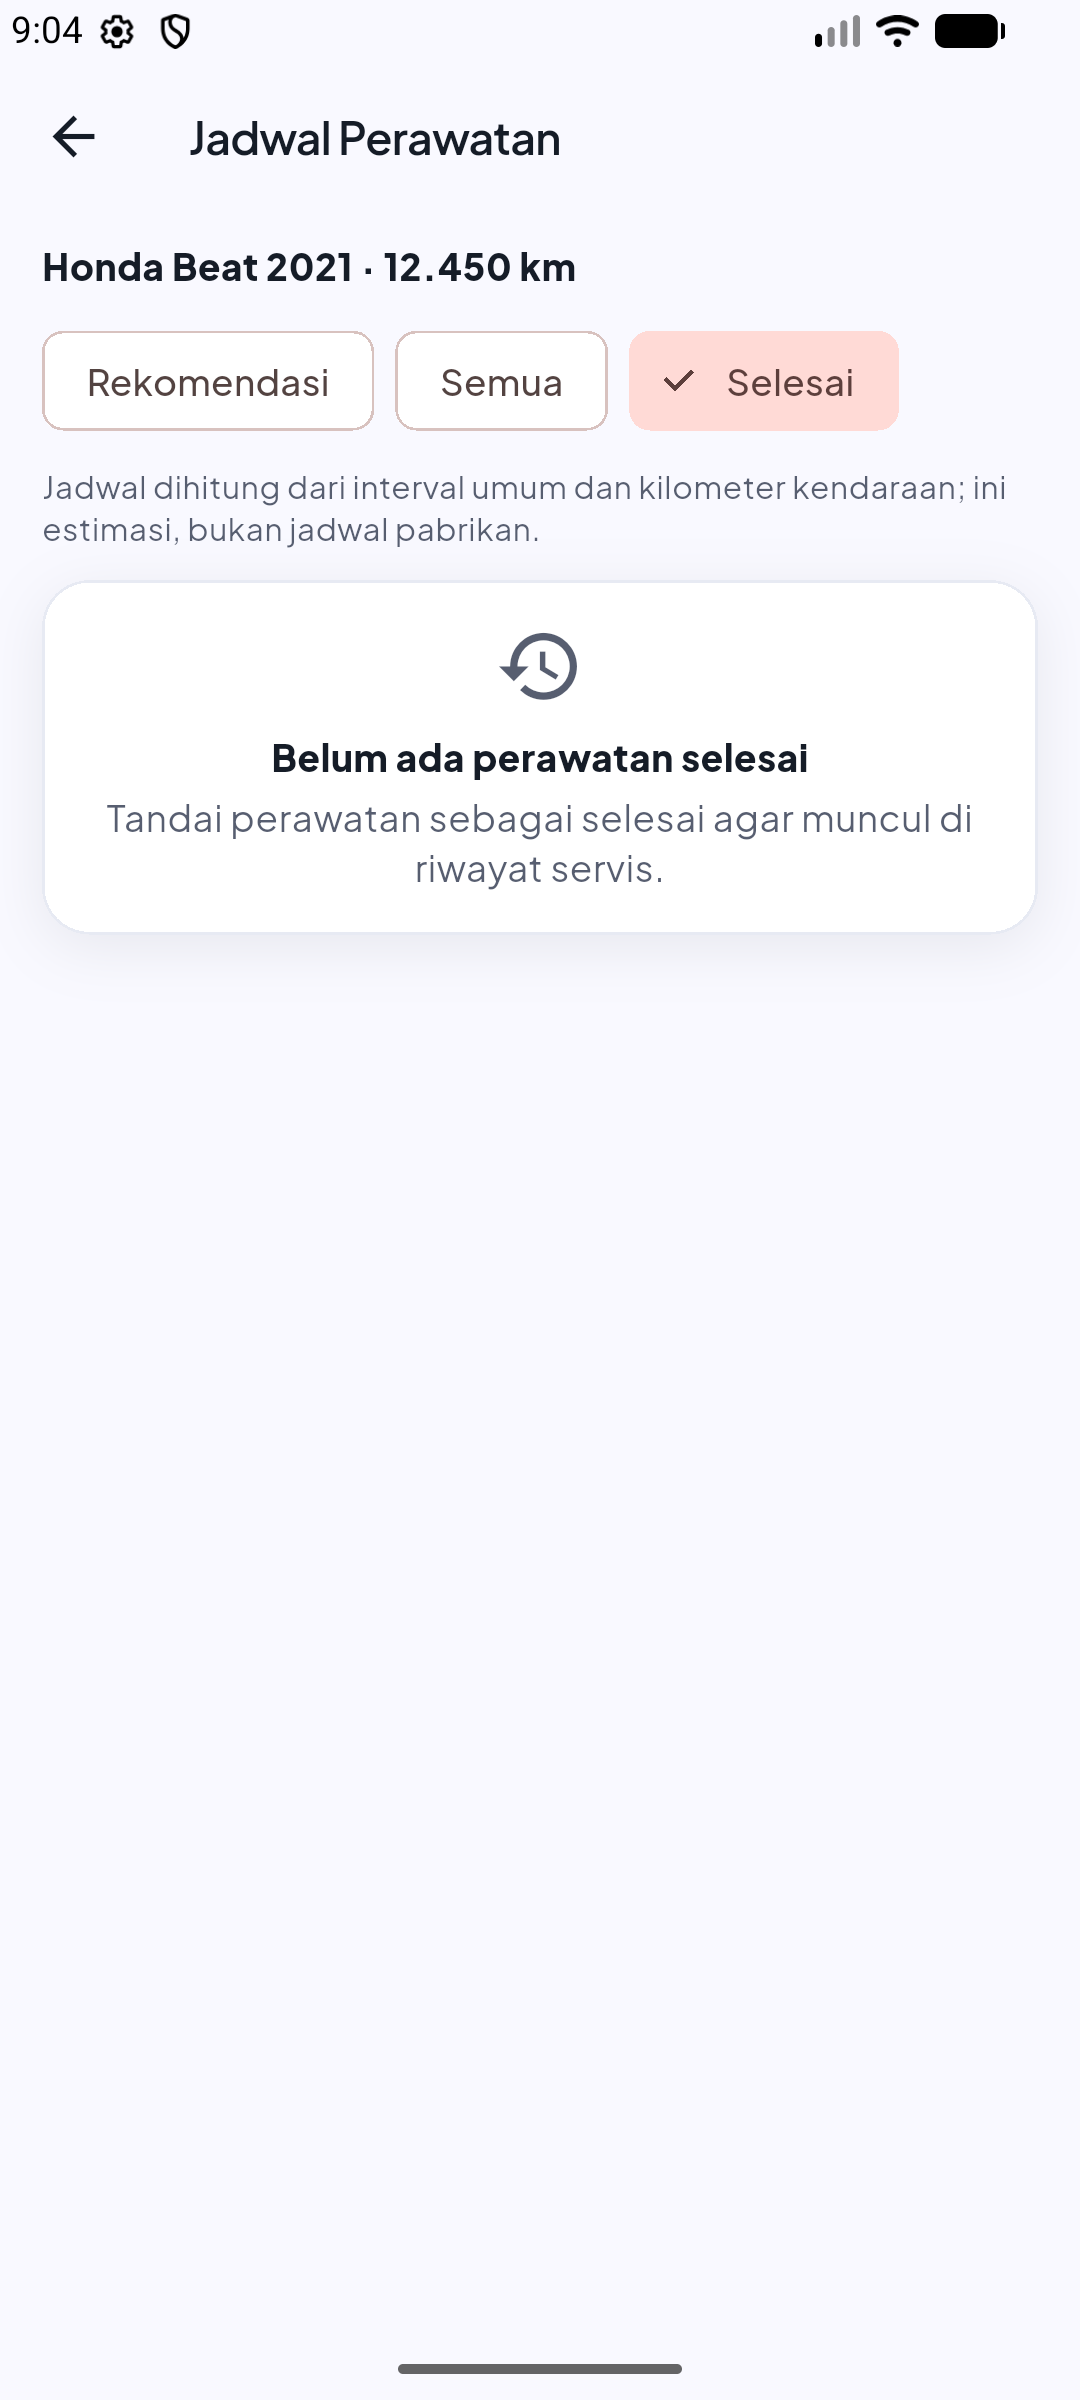 9:04
Jadwal Perawatan
Honda Beat 2021 · 12.450 km
Rekomendasi
Semua
Selesai
Jadwal dihitung dari interval umum dan kilometer kendaraan; ini
estimasi, bukan jadwal pabrikan.
Belum ada perawatan selesai
Tandai perawatan sebagai selesai agar muncul di
riwayat servis.